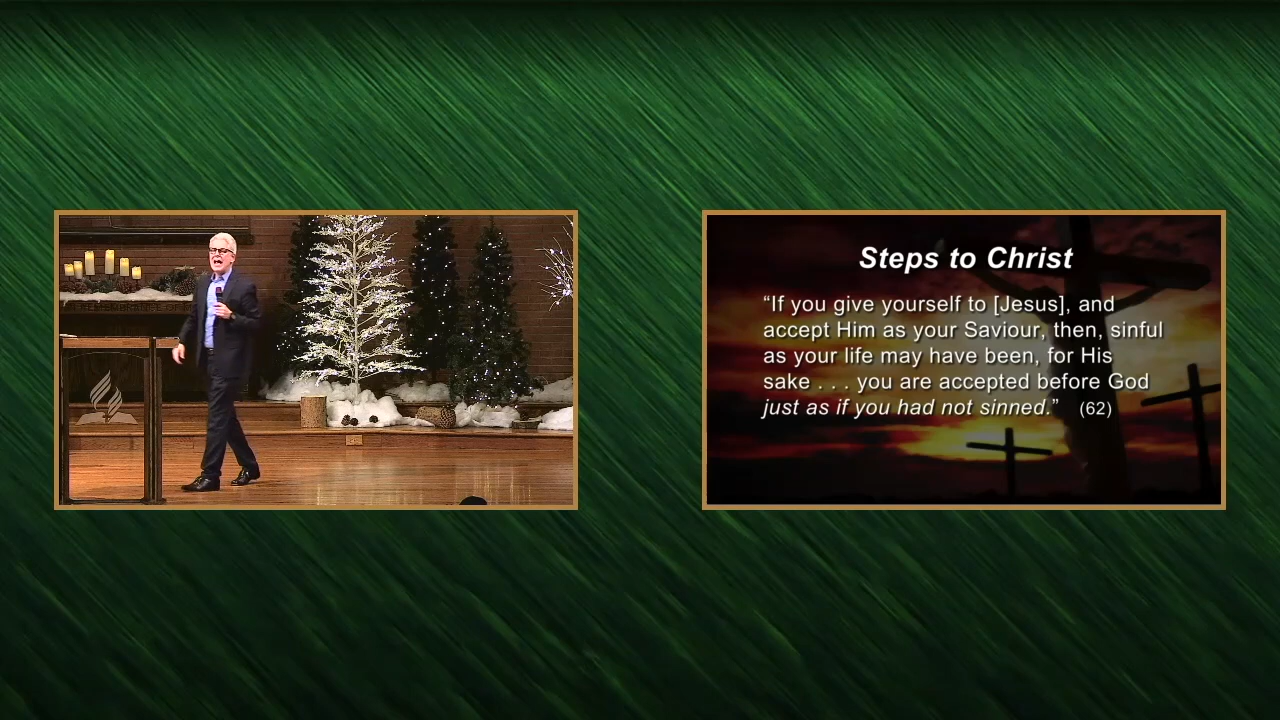 Steps to Christ
“If you give yourself to [Jesus], and
accept Him as your Saviour, then, sinful
as your life may have been, for His
sake . . . you are accepted before God
just as if you had not sinned.” (62)